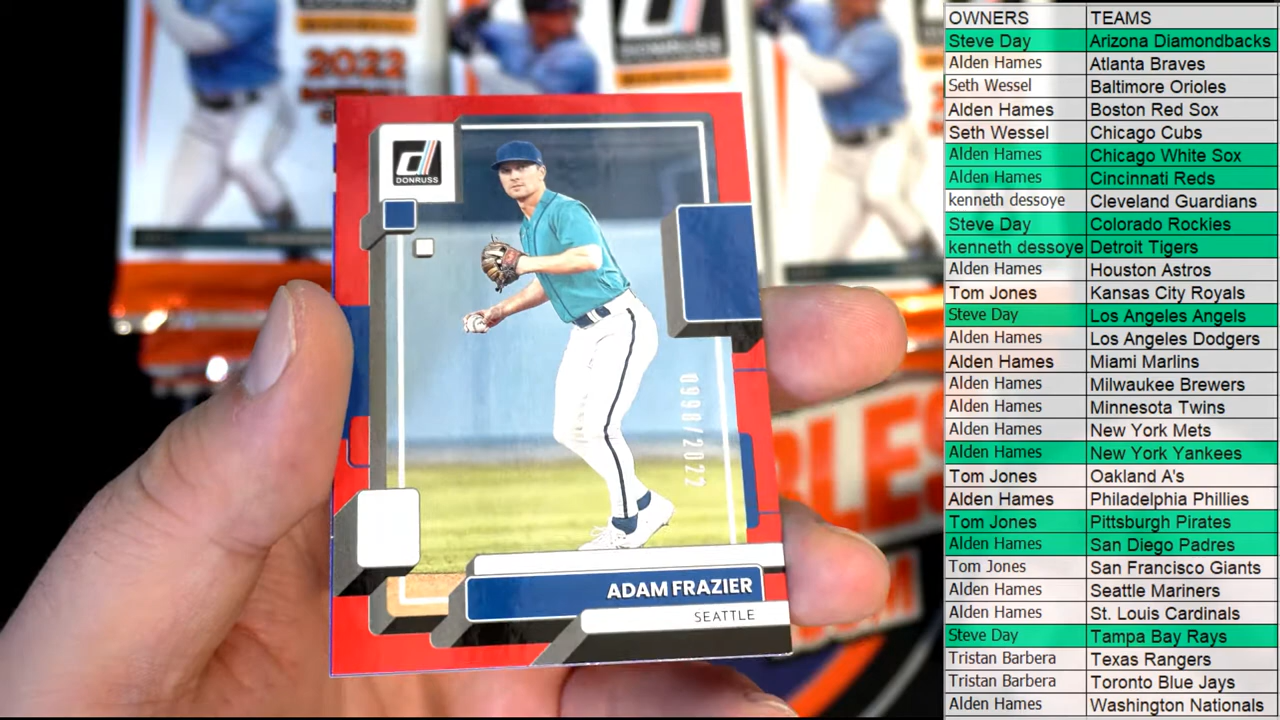 DONRUSS
2022
DONRUSS
0998/2022
ADAM FRAZIER
SEATTLE
OWNERS TEAMS
Steve Day Arizona Diamondbacks
Alden Hames Atlanta Braves
Seth Wessel Baltimore Orioles
Alden Hames Boston Red Sox
Seth Wessel Chicago Cubs
Alden Hames Chicago White Sox
Alden Hames Cincinnati Reds
kenneth dessoye Cleveland Guardians
Steve Day Colorado Rockies
kenneth dessoye Detroit Tigers
Alden Hames Houston Astros
Tom Jones Kansas City Royals
Steve Day Los Angeles Angels
Alden Hames Los Angeles Dodgers
Alden Hames Miami Marlins
Alden Hames Milwaukee Brewers
Alden Hames Minnesota Twins
Alden Hames New York Mets
Alden Hames New York Yankees
Tom Jones Oakland A's
Alden Hames Philadelphia Phillies
Tom Jones Pittsburgh Pirates
Alden Hames San Diego Padres
Tom Jones San Francisco Giants
Alden Hames Seattle Mariners
Alden Hames St. Louis Cardinals
Steve Day Tampa Bay Rays
Tristan Barbera Texas Rangers
Tristan Barbera Toronto Blue Jays
Alden Hames Washington Nationals